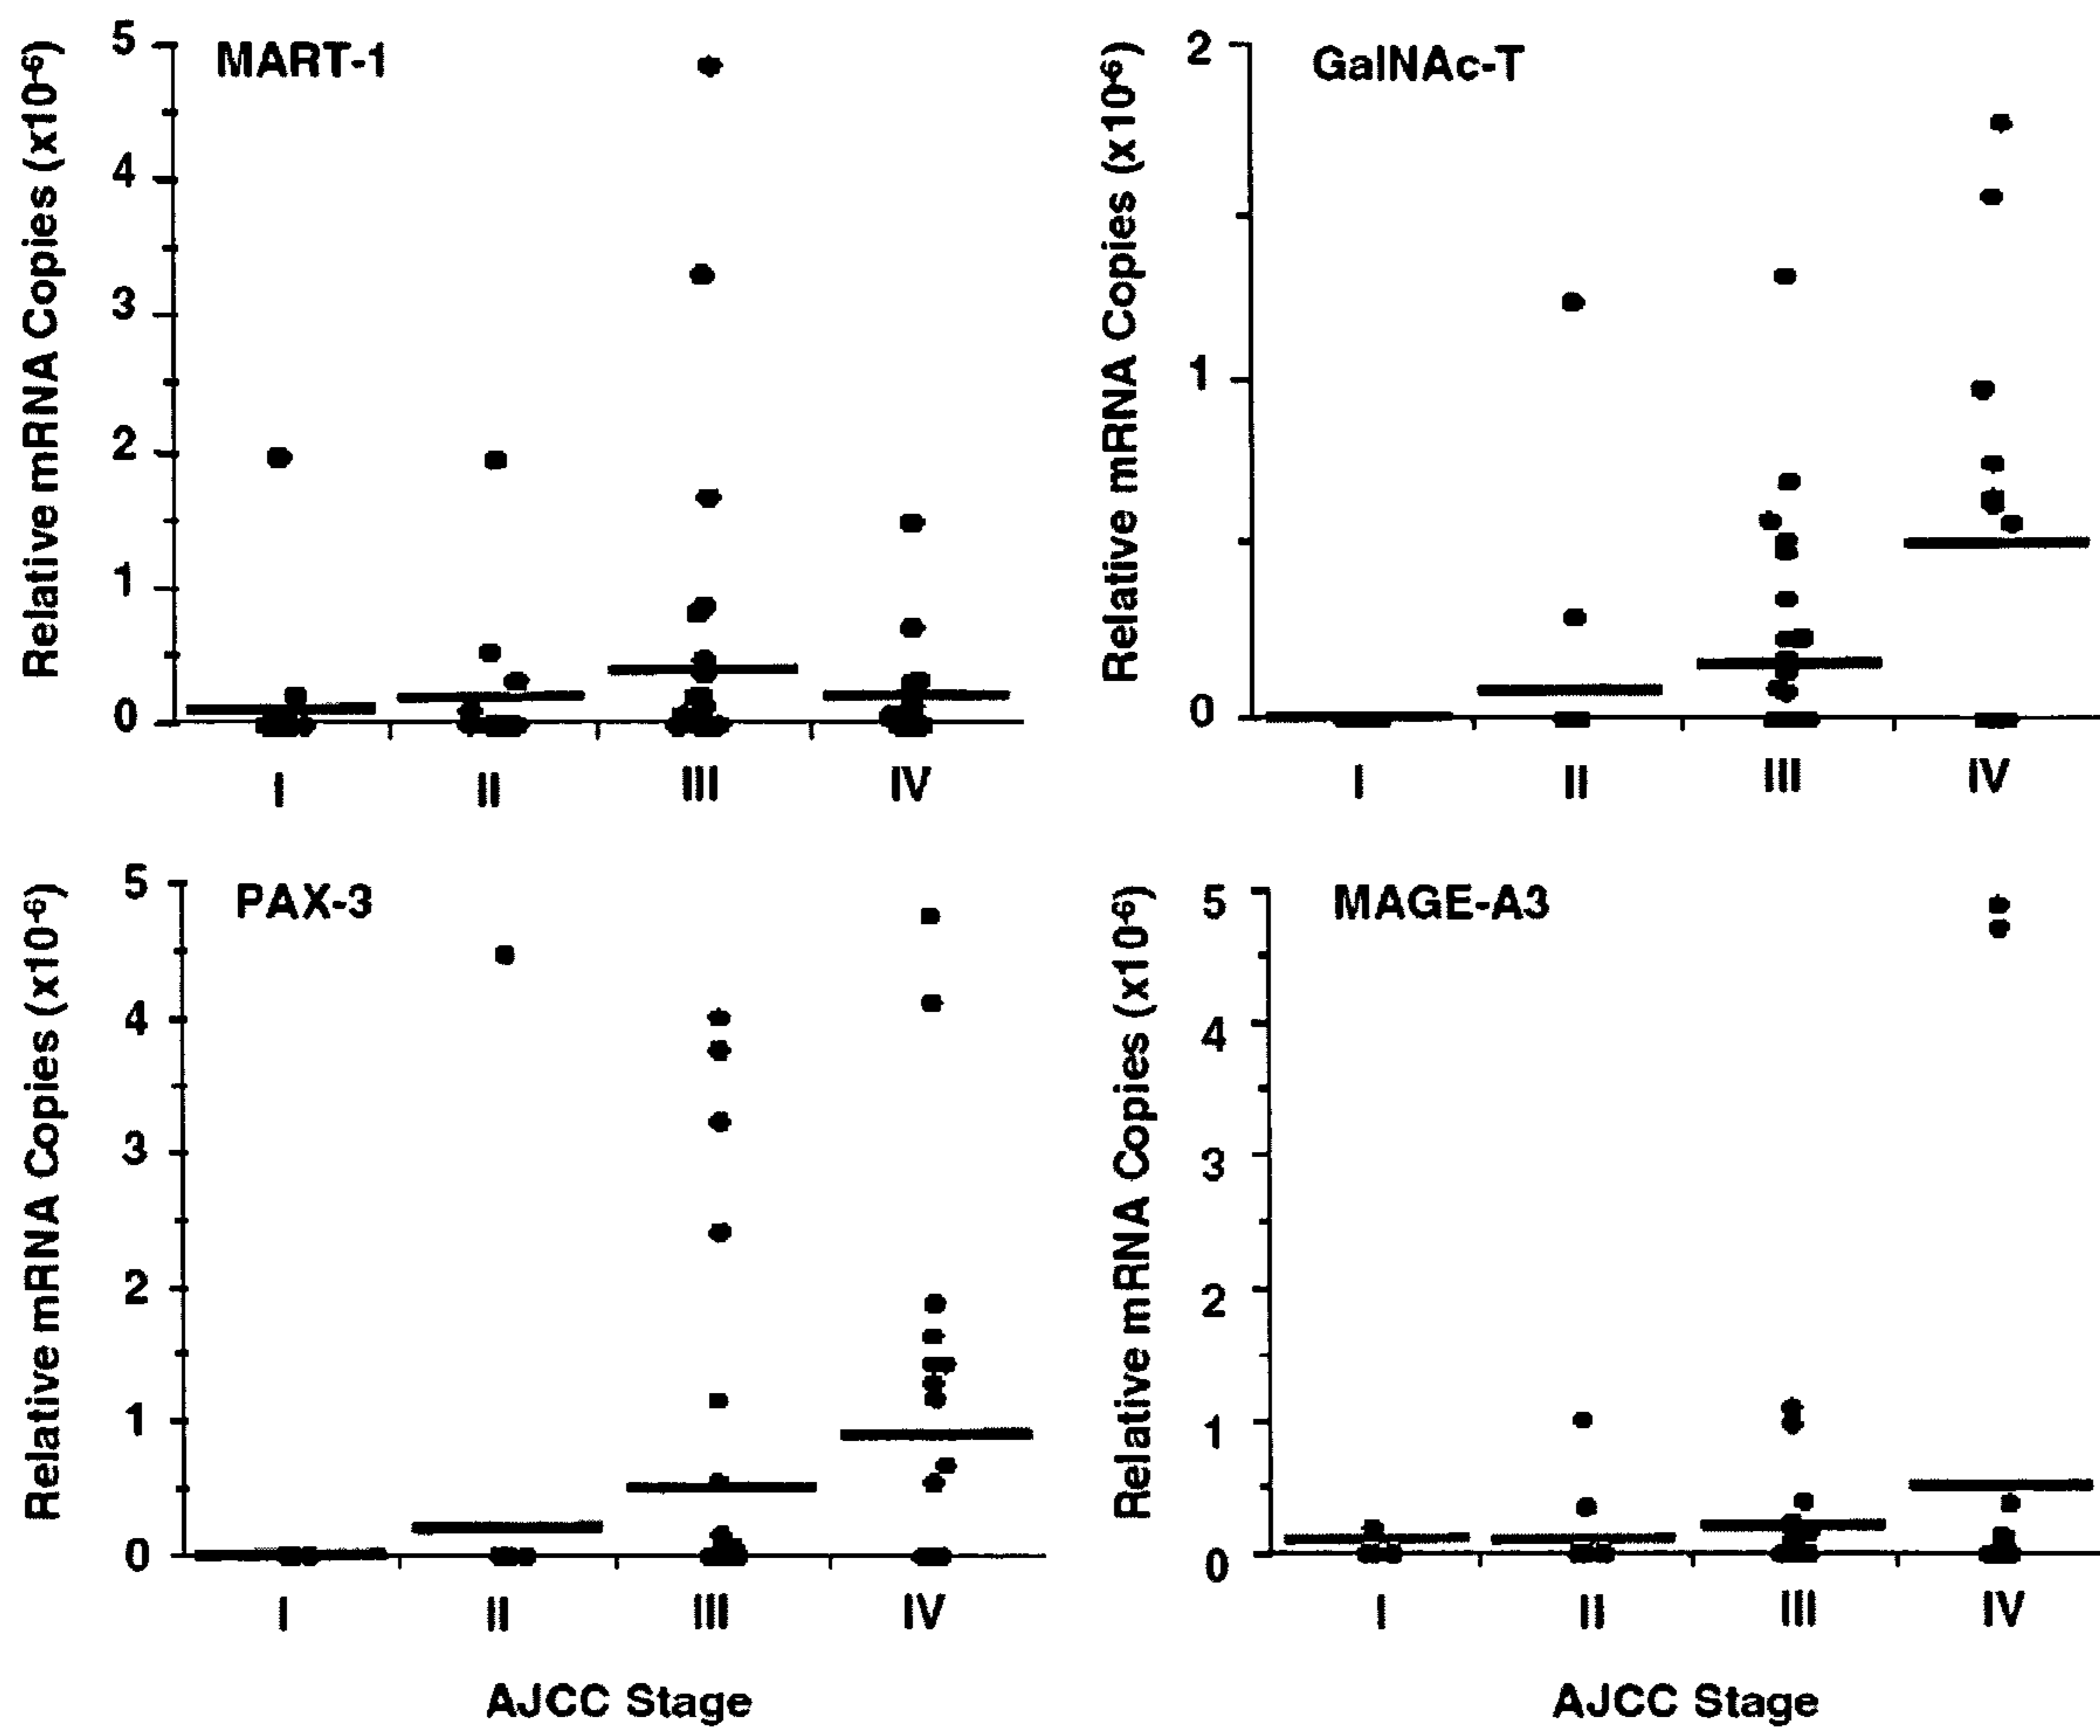 MART-1
Relative mRNA Copies (x10-6)
5
4
3
2
1
0
I II III IV
GalNAc-T
Relative mRNA Copies (x10-6)
2
1
0
I II III IV
PAX-3
Relative mRNA Copies (x10-6)
5
4
3
2
1
0
I II III IV
AJCC Stage
MAGE-A3
Relative mRNA Copies (x10-6)
5
4
3
2
1
0
I II III IV
AJCC Stage